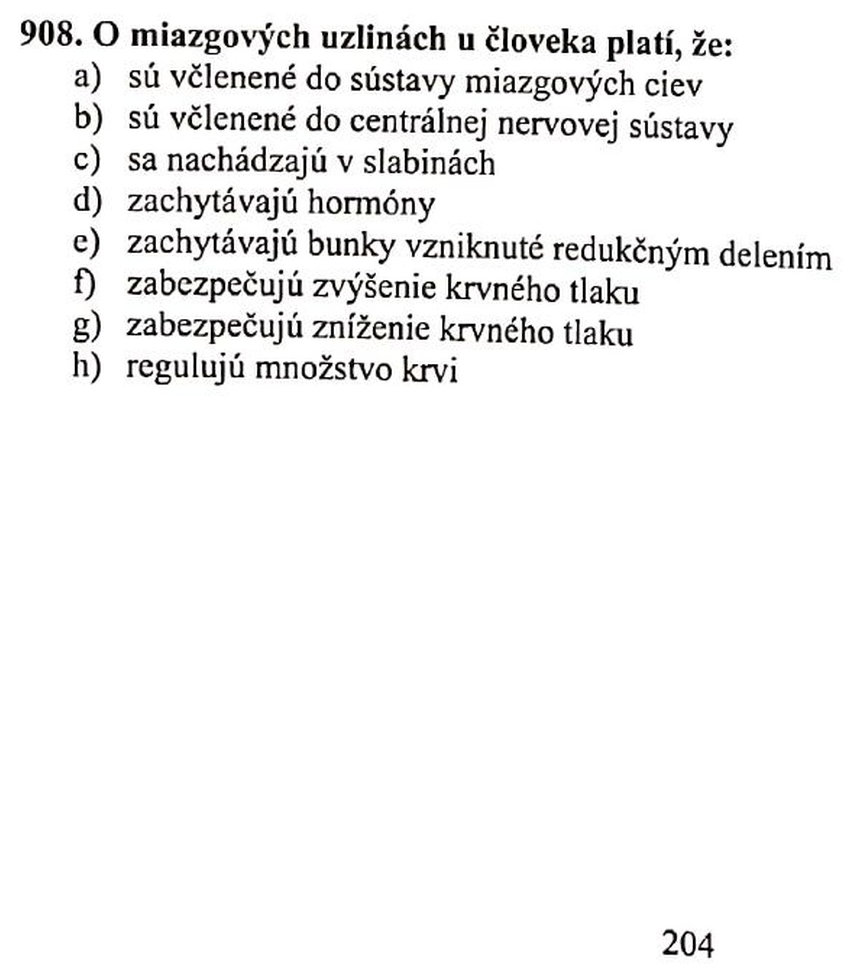 908. O miazgových uzlinách u človeka platí, že:
a) sú včlenené do sústavy miazgových ciev
b) sú včlenené do centrálnej nervovej sústavy
c) sa nachádzajú v slabinách
d) zachytávajú hormóny
e) zachytávajú bunky vzniknuté redukčným delením
f) zabezpečujú zvýšenie krvného tlaku
g) zabezpečujú zníženie krvného tlaku
h) regulujú množstvo krvi
204